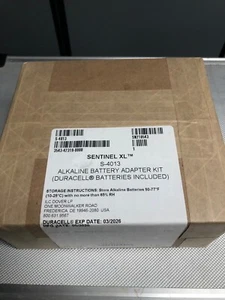 S-4013
SENTINEL XL™
S-4013
ALKALINE BATTERY ADAPTER KIT
(DURACELL® BATTERIES INCLUDED)
STORAGE INSTRUCTIONS: Store Alkaline Batteries 50-77°F
(10-25°C) with no more than 65% RH
ILC DOVER LP
ONE MOONWALKER ROAD
FREDERICA, DE 19946-2080 USA
800.631.9567
DURACELL® EXP DATE: 03/2026